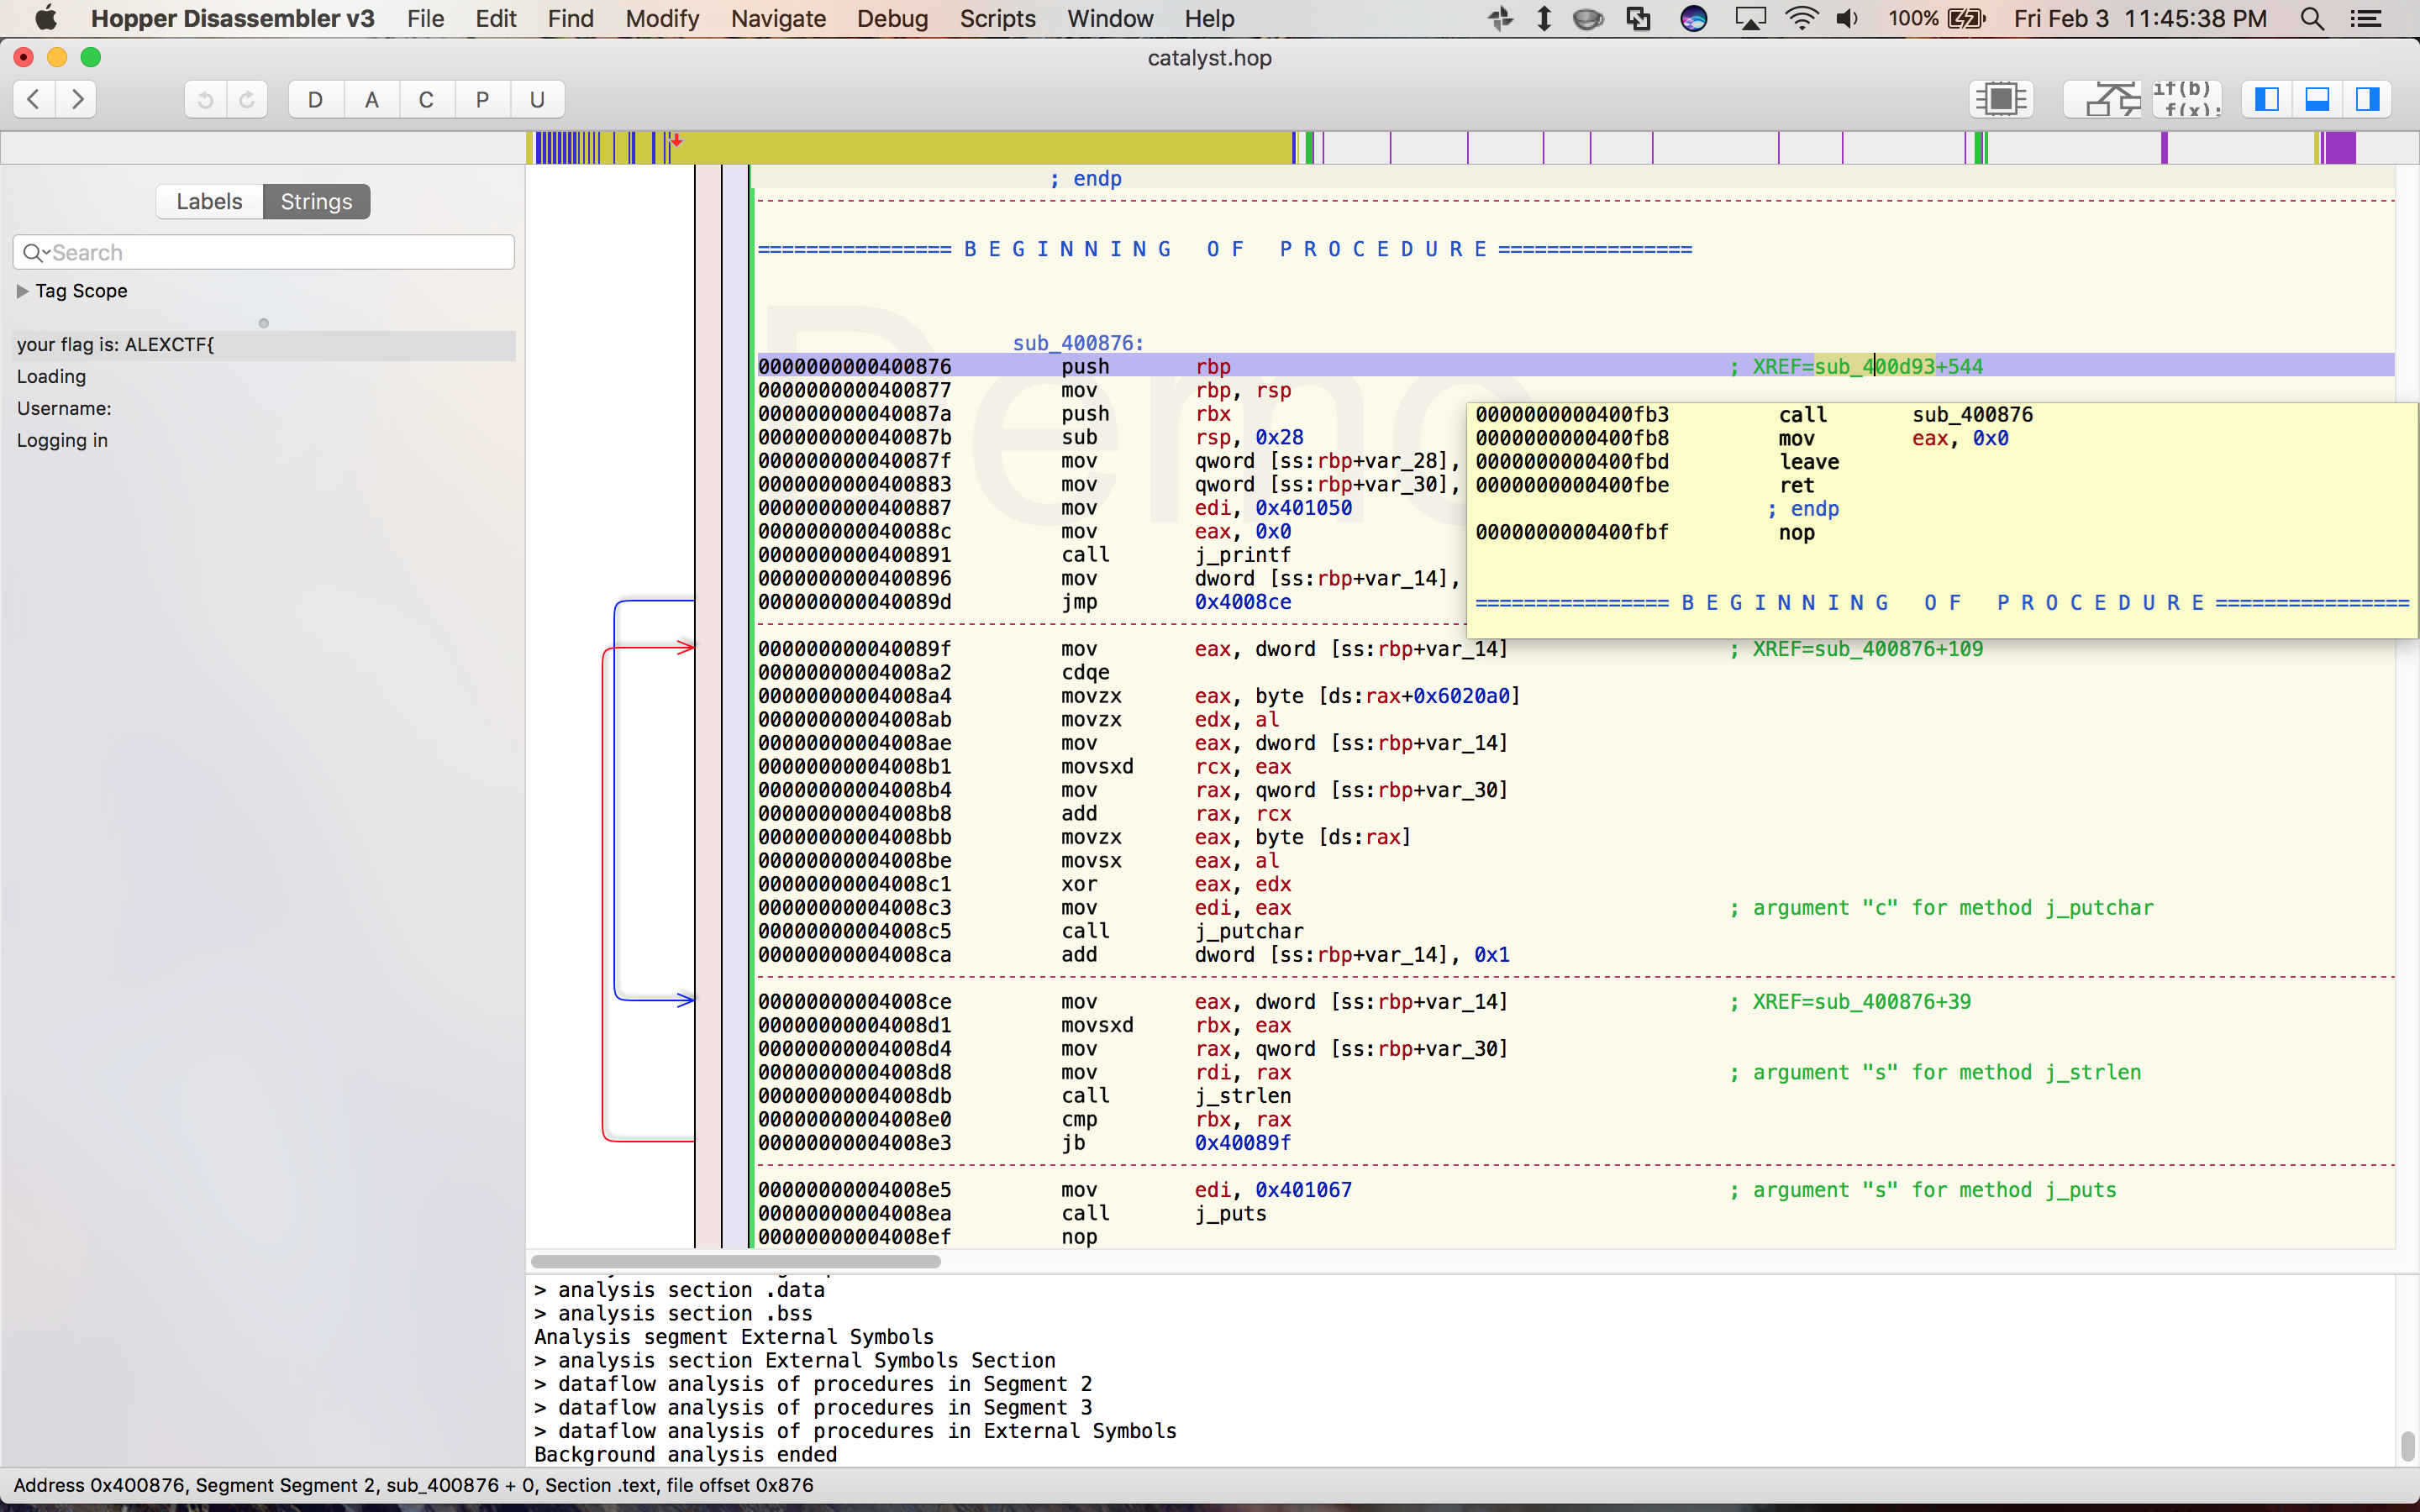 Hopper Disassembler v3 File Edit Find Modify Navigate Debug Scripts Window Help 100% Fri Feb 3 11:45:38 PM
catalyst.hop
D A C P U if(b) f(x);
Labels Strings
Search
Tag Scope
your flag is: ALEXCTF{
Loading
Username:
Logging in
Demo
; endp
================ B E G I N N I N G   O F   P R O C E D U R E ================
sub_400876:
0000000000400876 push rbp ; XREF=sub_400d93+544
0000000000400877 mov rbp, rsp
000000000040087a push rbx
000000000040087b sub rsp, 0x28
000000000040087f mov qword [ss:rbp+var_28],
0000000000400883 mov qword [ss:rbp+var_30],
0000000000400887 mov edi, 0x401050
000000000040088c mov eax, 0x0
0000000000400891 call j_printf
0000000000400896 mov dword [ss:rbp+var_14],
000000000040089d jmp 0x4008ce
0000000000400fb3 call sub_400876
0000000000400fb8 mov eax, 0x0
0000000000400fbd leave
0000000000400fbe ret
; endp
0000000000400fbf nop
================ B E G I N N I N G   O F   P R O C E D U R E ================
000000000040089f mov eax, dword [ss:rbp+var_14] ; XREF=sub_400876+109
00000000004008a2 cdqe
00000000004008a4 movzx eax, byte [ds:rax+0x6020a0]
00000000004008ab movzx edx, al
00000000004008ae mov eax, dword [ss:rbp+var_14]
00000000004008b1 movsxd rcx, eax
00000000004008b4 mov rax, qword [ss:rbp+var_30]
00000000004008b8 add rax, rcx
00000000004008bb movzx eax, byte [ds:rax]
00000000004008be movsx eax, al
00000000004008c1 xor eax, edx
00000000004008c3 mov edi, eax ; argument "c" for method j_putchar
00000000004008c5 call j_putchar
00000000004008ca add dword [ss:rbp+var_14], 0x1
00000000004008ce mov eax, dword [ss:rbp+var_14] ; XREF=sub_400876+39
00000000004008d1 movsxd rbx, eax
00000000004008d4 mov rax, qword [ss:rbp+var_30]
00000000004008d8 mov rdi, rax ; argument "s" for method j_strlen
00000000004008db call j_strlen
00000000004008e0 cmp rbx, rax
00000000004008e3 jb 0x40089f
00000000004008e5 mov edi, 0x401067 ; argument "s" for method j_puts
00000000004008ea call j_puts
00000000004008ef nop
> analysis section .data
> analysis section .bss
Analysis segment External Symbols
> analysis section External Symbols Section
> dataflow analysis of procedures in Segment 2
> dataflow analysis of procedures in Segment 3
> dataflow analysis of procedures in External Symbols
Background analysis ended
Address 0x400876, Segment Segment 2, sub_400876 + 0, Section .text, file offset 0x876